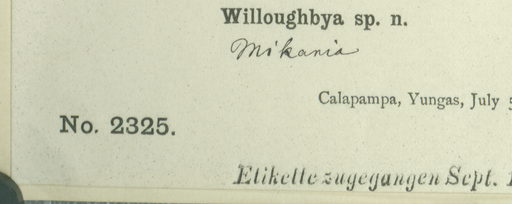 Willoughbya sp. n.
Mikania
Calapampa, Yungas, July
No. 2325.
Etikette zugegangen Sept.